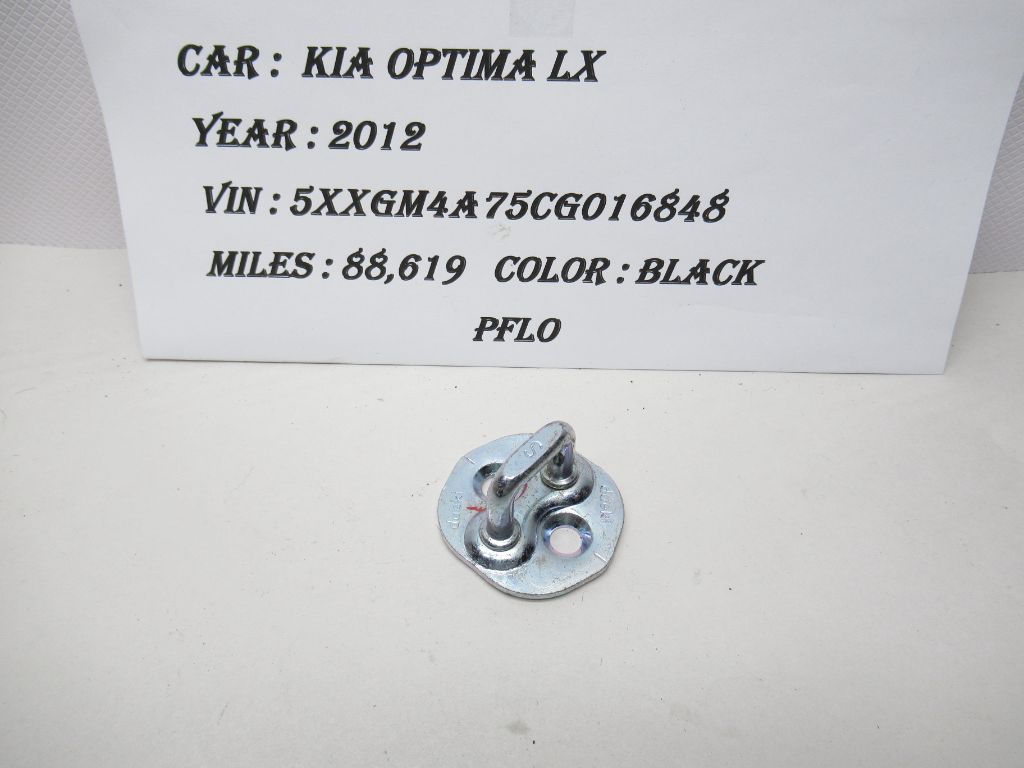 CAR : KIA OPTIMA LX
YEAR : 2012
VIN : 5XXGM4A75CG016848
MILES : 88,619 COLOR : BLACK
PFLO
S